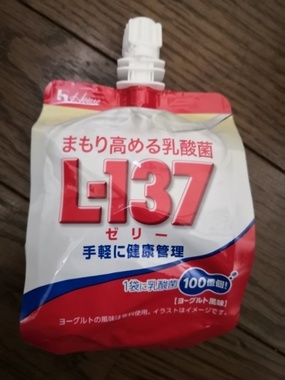 House
まもり高める乳酸菌
L-137
ゼリー
手軽に健康管理
1袋に乳酸菌 100億個!
【ヨーグルト風味】
ヨーグルトの風味は香料使用。イラストはイメージです。